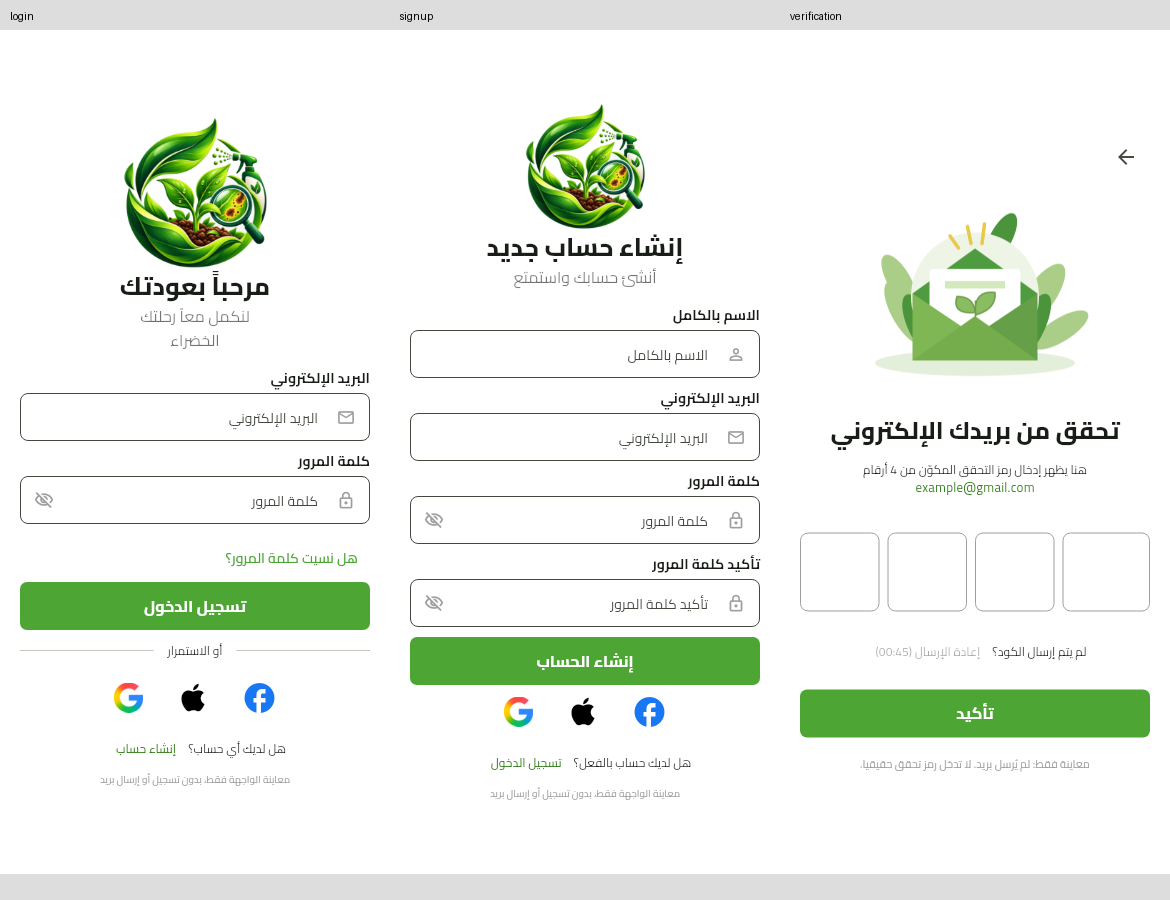 login
مرحباً بعودتك
لنكمل معاً رحلتك
الخضراء
البريد الإلكتروني
البريد الإلكتروني
كلمة المرور
كلمة المرور
هل نسيت كلمة المرور؟
تسجيل الدخول
أو الاستمرار
هل لديك أي حساب؟ إنشاء حساب
معاينة الواجهة فقط، بدون تسجيل أو إرسال بريد
signup
إنشاء حساب جديد
أنشئ حسابك واستمتع
الاسم بالكامل
الاسم بالكامل
البريد الإلكتروني
البريد الإلكتروني
كلمة المرور
كلمة المرور
تأكيد كلمة المرور
تأكيد كلمة المرور
إنشاء الحساب
هل لديك حساب بالفعل؟ تسجيل الدخول
معاينة الواجهة فقط، بدون تسجيل أو إرسال بريد
verification
تحقق من بريدك الإلكتروني
هنا يظهر إدخال رمز التحقق المكوّن من 4 أرقام
example@gmail.com
لم يتم إرسال الكود؟ إعادة الإرسال (00:45)
تأكيد
معاينة فقط: لم يُرسل بريد. لا تدخل رمز تحقق حقيقيا.